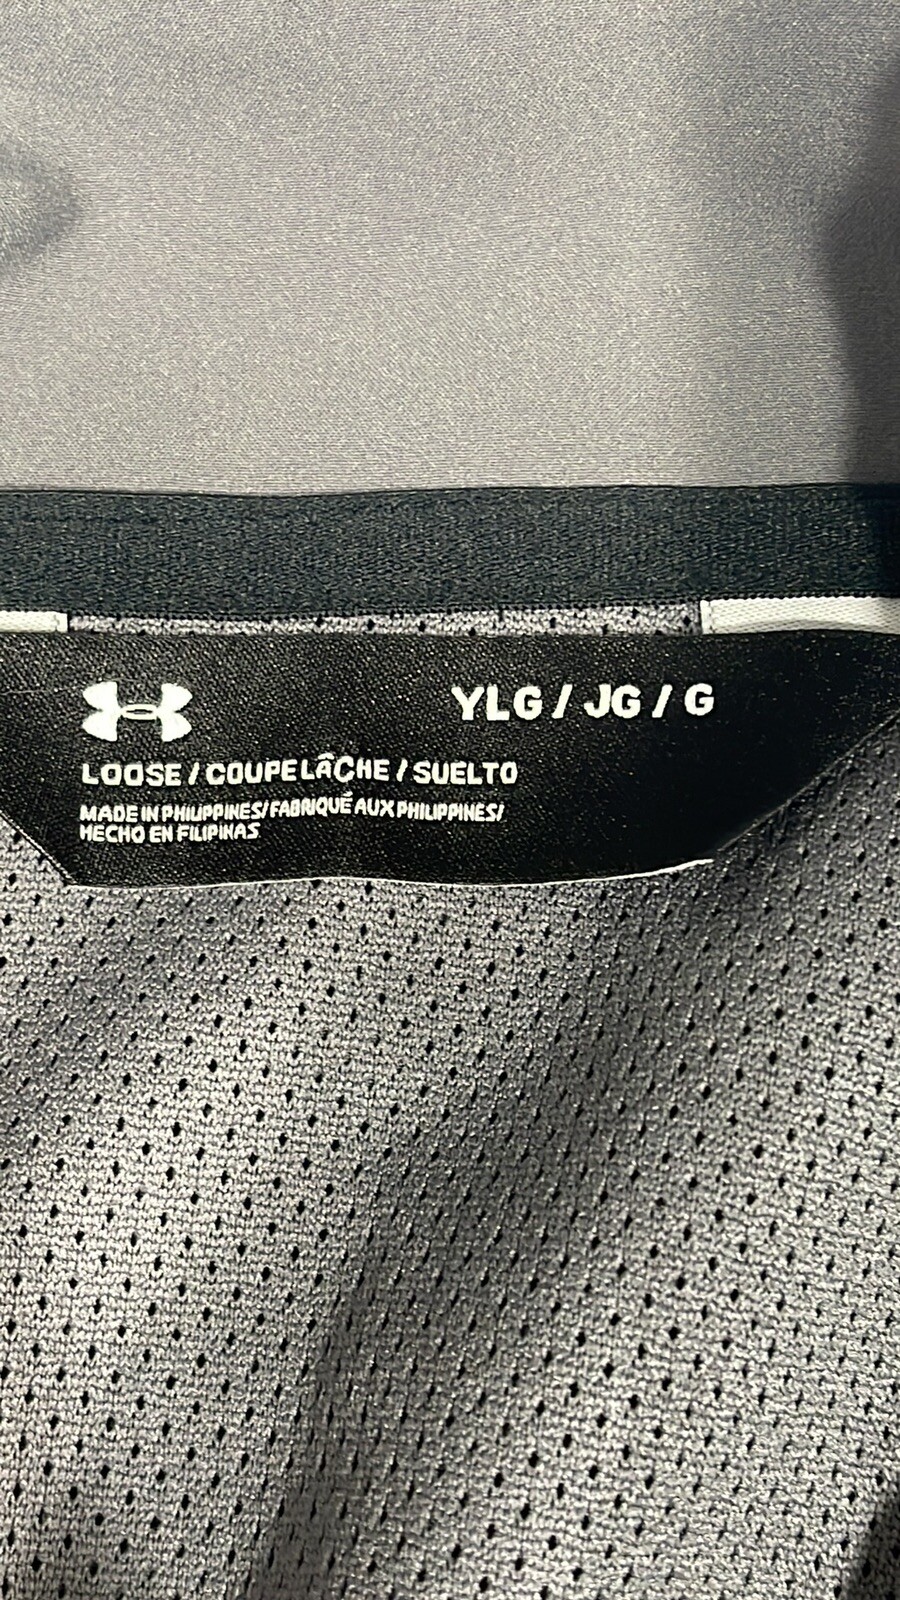 YLG / JG / G
LOOSE / COUPE LÂCHE / SUELTO
MADE IN PHILIPPINES/ FABRIQUÉ AUX PHILIPPINES/
HECHO EN FILIPINAS